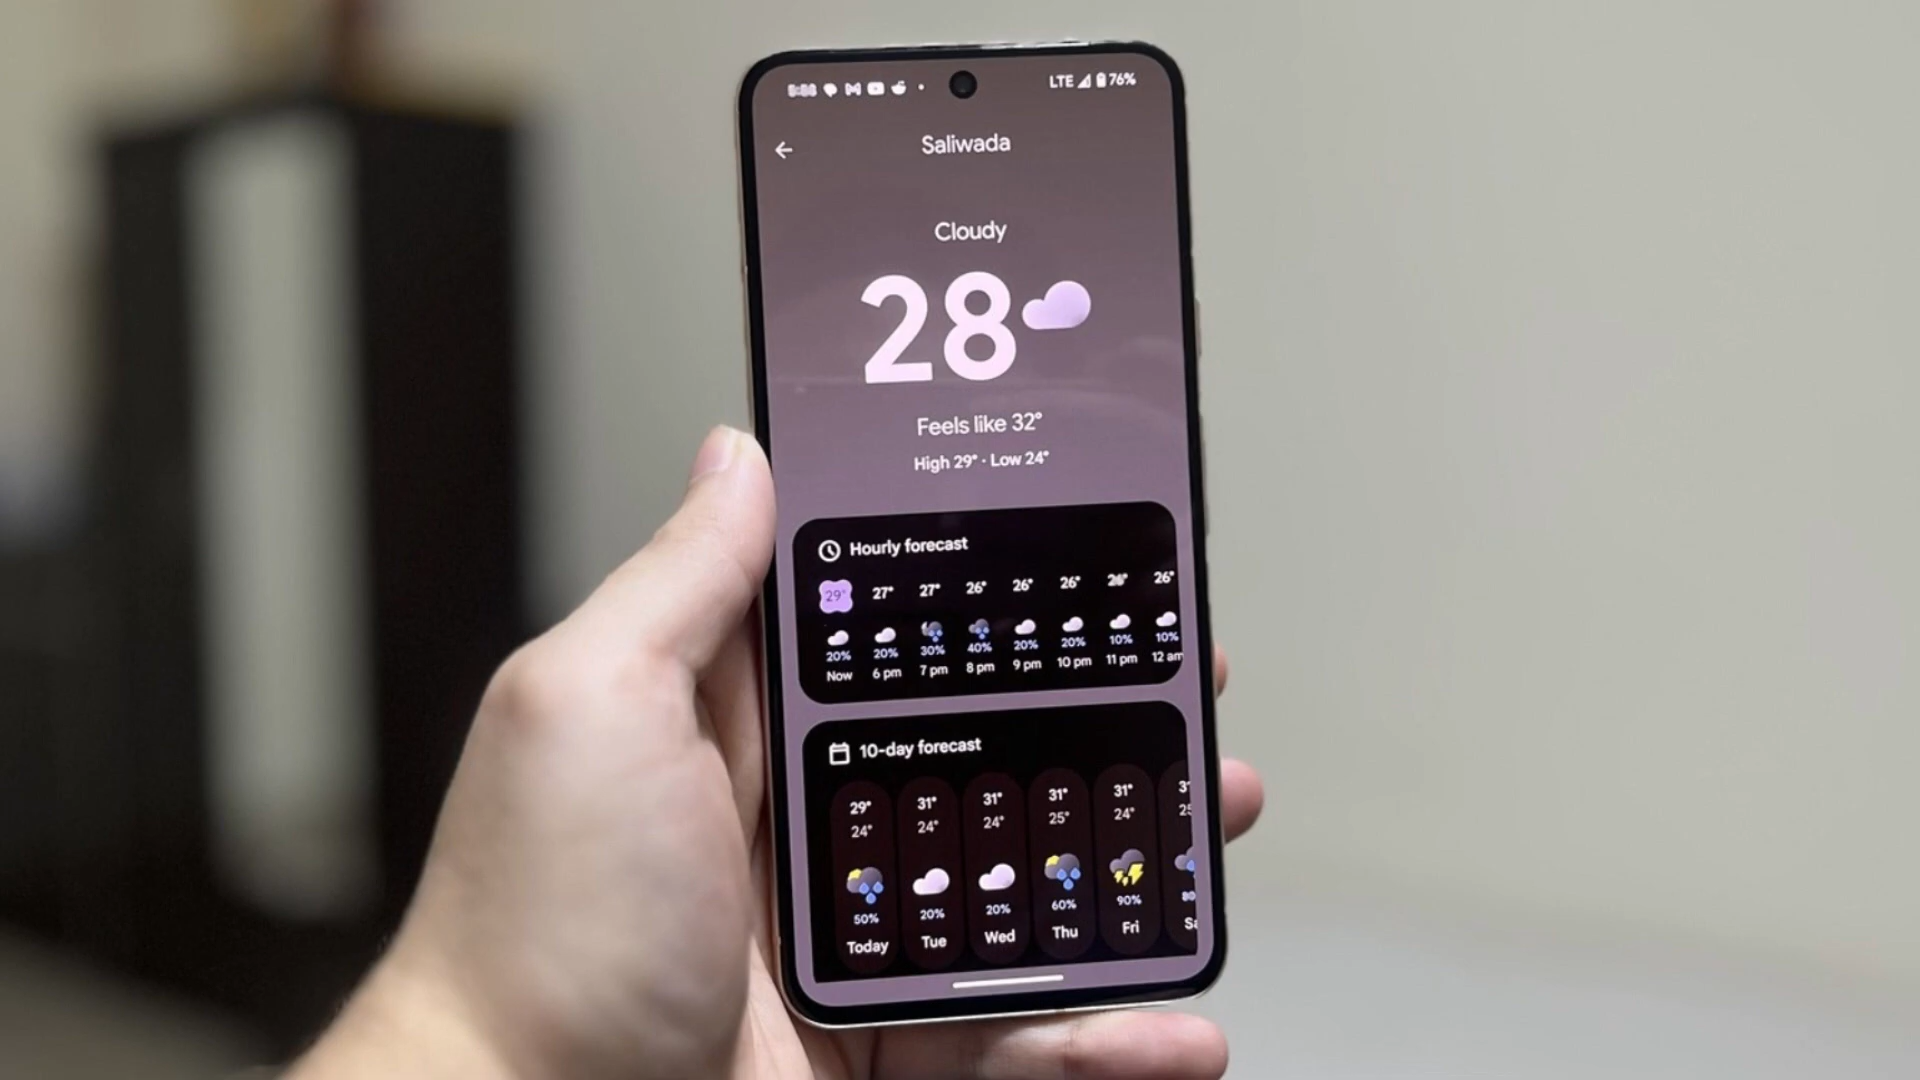 LTE 76%
Saliwada
Cloudy
28
Feels like 32°
High 29° · Low 24°
Hourly forecast
29° 27° 27° 26° 26° 26° 26° 26°
20% 20% 30% 40% 20% 20% 10% 10%
Now 6 pm 7 pm 8 pm 9 pm 10 pm 11 pm 12 am
10-day forecast
29° 31° 31° 31° 31°
24° 24° 24° 25° 24°
50% 20% 20% 60% 90%
Today Tue Wed Thu Fri